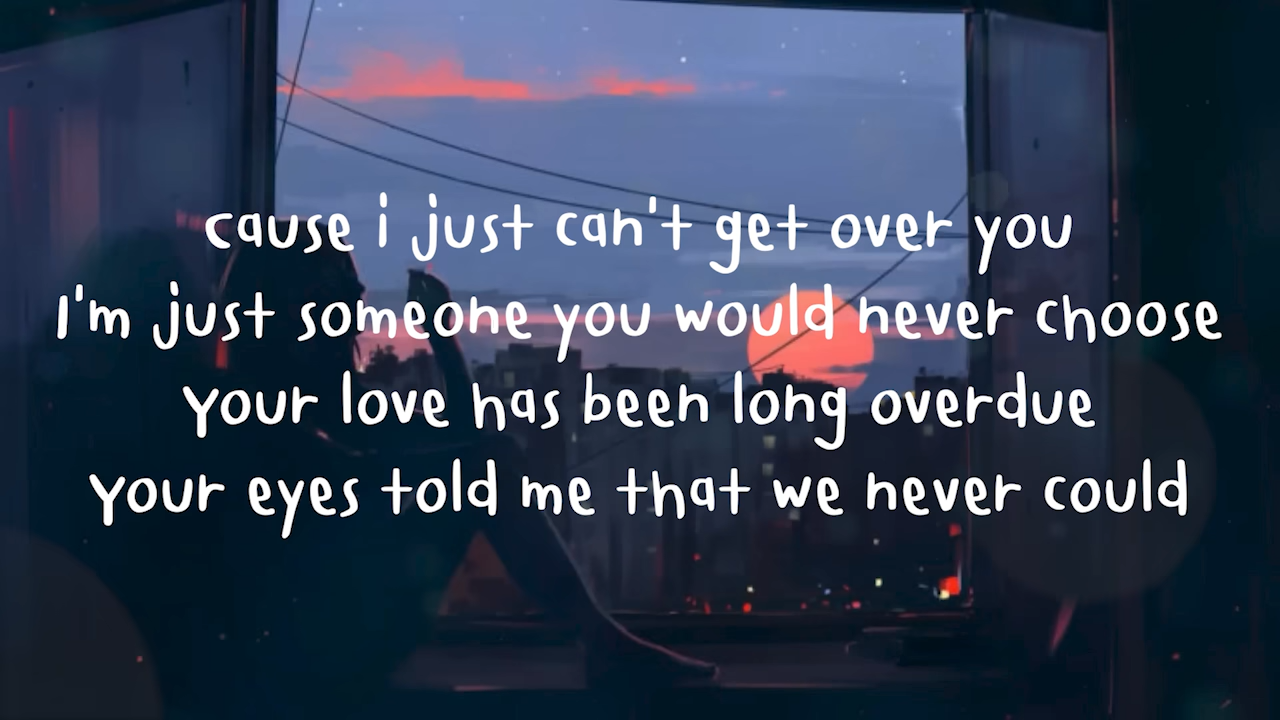 cause i just can't get over you
I'm just someone you would never choose
your love has been long overdue
your eyes told me that we never could